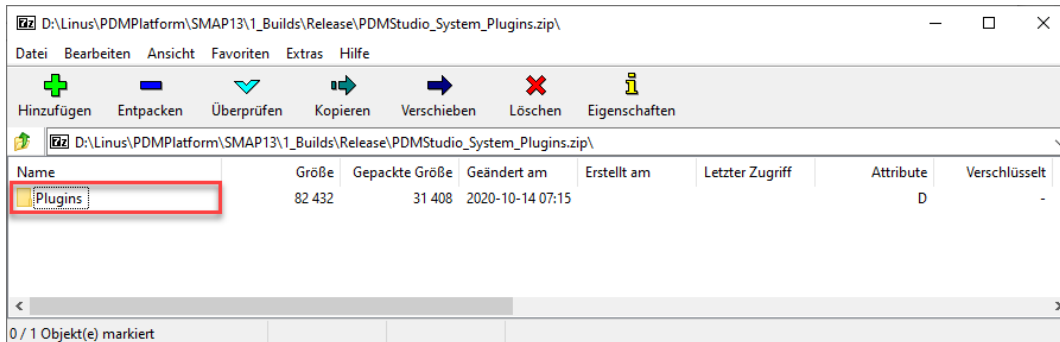 D:\Linus\PDMPlatform\SMAP13\1_Builds\Release\PDMStudio_System_Plugins.zip\
Datei Bearbeiten Ansicht Favoriten Extras Hilfe
Hinzufügen Entpacken Überprüfen Kopieren Verschieben Löschen Eigenschaften
D:\Linus\PDMPlatform\SMAP13\1_Builds\Release\PDMStudio_System_Plugins.zip\
Name Größe Gepackte Größe Geändert am Erstellt am Letzter Zugriff Attribute Verschlüsselt
Plugins 82 432 31 408 2020-10-14 07:15 D -
0 / 1 Objekt(e) markiert